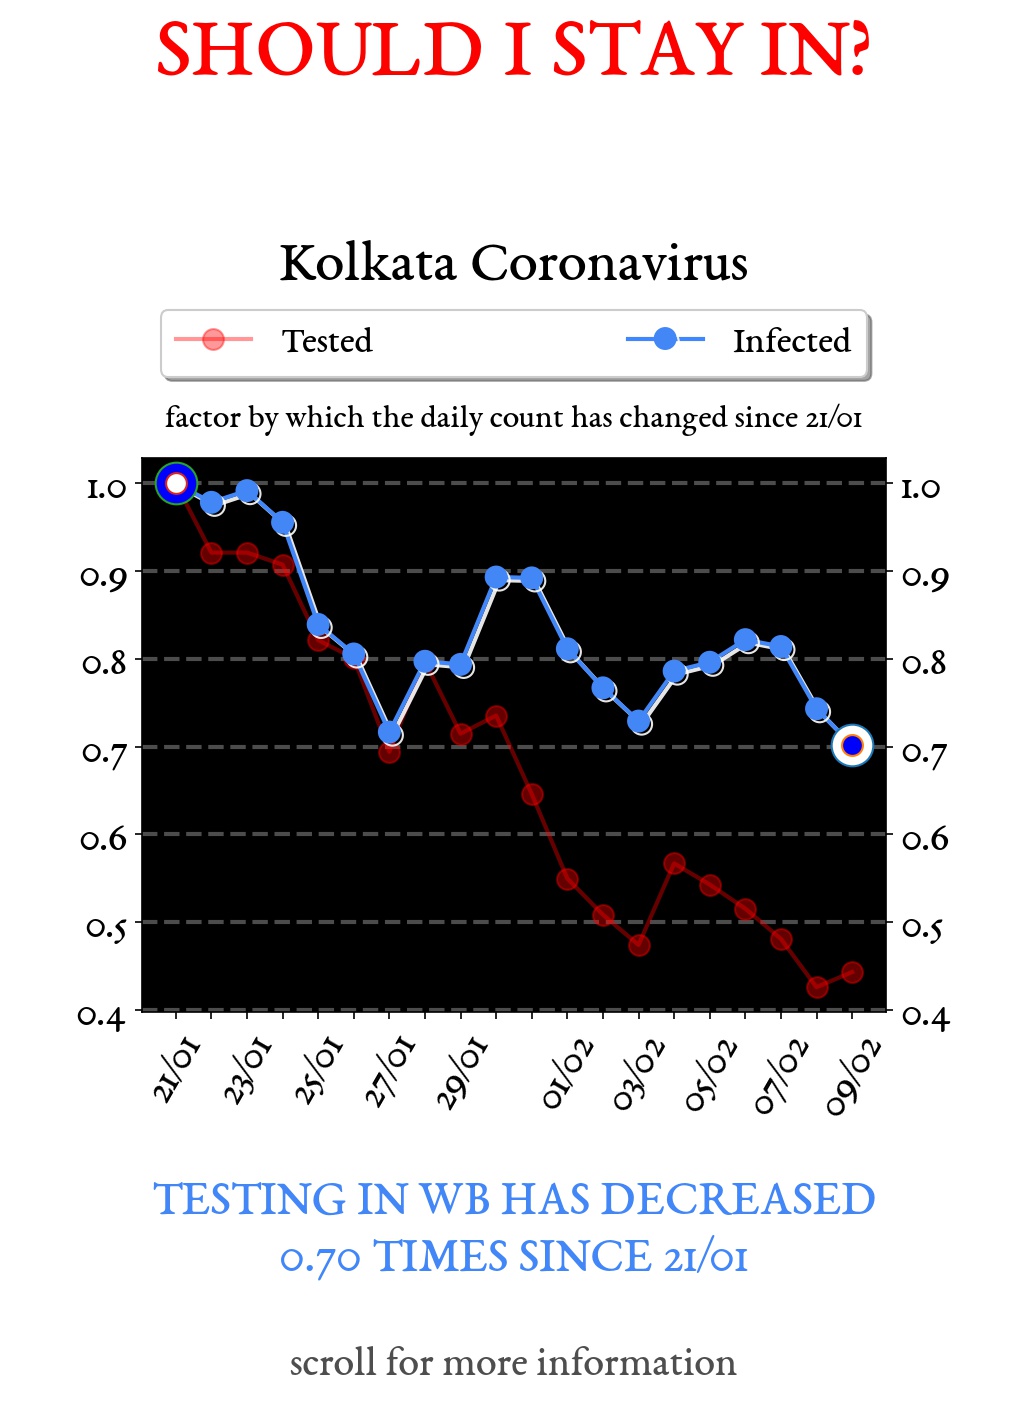 SHOULD I STAY IN?
Kolkata Coronavirus
Tested Infected
factor by which the daily count has changed since 21/01
1.0 1.0
0.9 0.9
0.8 0.8
0.7 0.7
0.6 0.6
0.5 0.5
0.4 0.4
21/01 23/01 25/01 27/01 29/01 01/02 03/02 05/02 07/02 09/02
TESTING IN WB HAS DECREASED
0.70 TIMES SINCE 21/01
scroll for more information